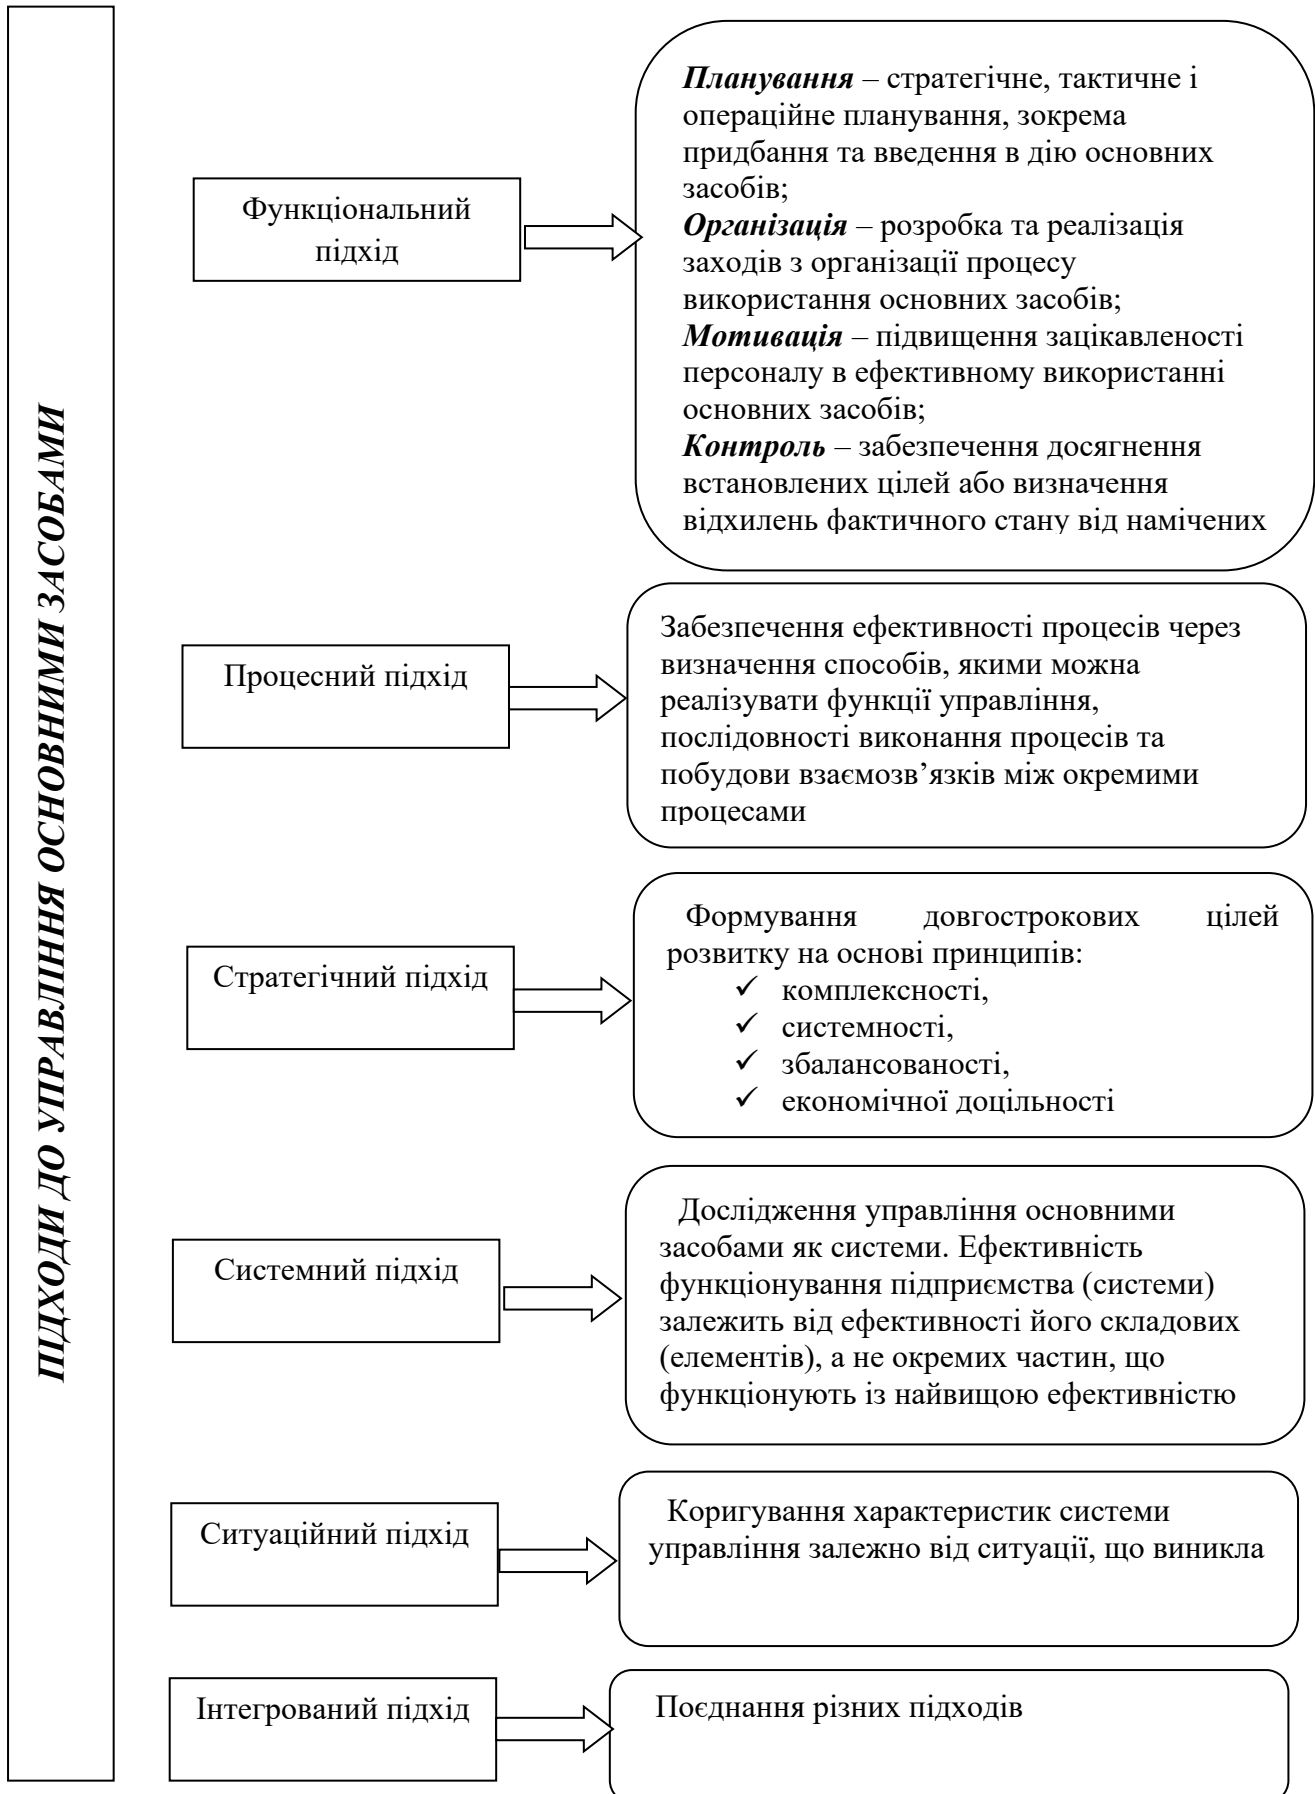 ПІДХОДИ ДО УПРАВЛІННЯ ОСНОВНИМИ ЗАСОБАМИ
Функціональний
підхід
Планування – стратегічне, тактичне і
операційне планування, зокрема
придбання та введення в дію основних
засобів;
Організація – розробка та реалізація
заходів з організації процесу
використання основних засобів;
Мотивація – підвищення зацікавленості
персоналу в ефективному використанні
основних засобів;
Контроль – забезпечення досягнення
встановлених цілей або визначення
відхилень фактичного стану від намічених
Процесний підхід
Забезпечення ефективності процесів через
визначення способів, якими можна
реалізувати функції управління,
послідовності виконання процесів та
побудови взаємозв’язків між окремими
процесами
Стратегічний підхід
Формування довгострокових цілей
розвитку на основі принципів:
✓ комплексності,
✓ системності,
✓ збалансованості,
✓ економічної доцільності
Системний підхід
Дослідження управління основними
засобами як системи. Ефективність
функціонування підприємства (системи)
залежить від ефективності його складових
(елементів), а не окремих частин, що
функціонують із найвищою ефективністю
Ситуаційний підхід
Коригування характеристик системи
управління залежно від ситуації, що виникла
Інтегрований підхід
Поєднання різних підходів